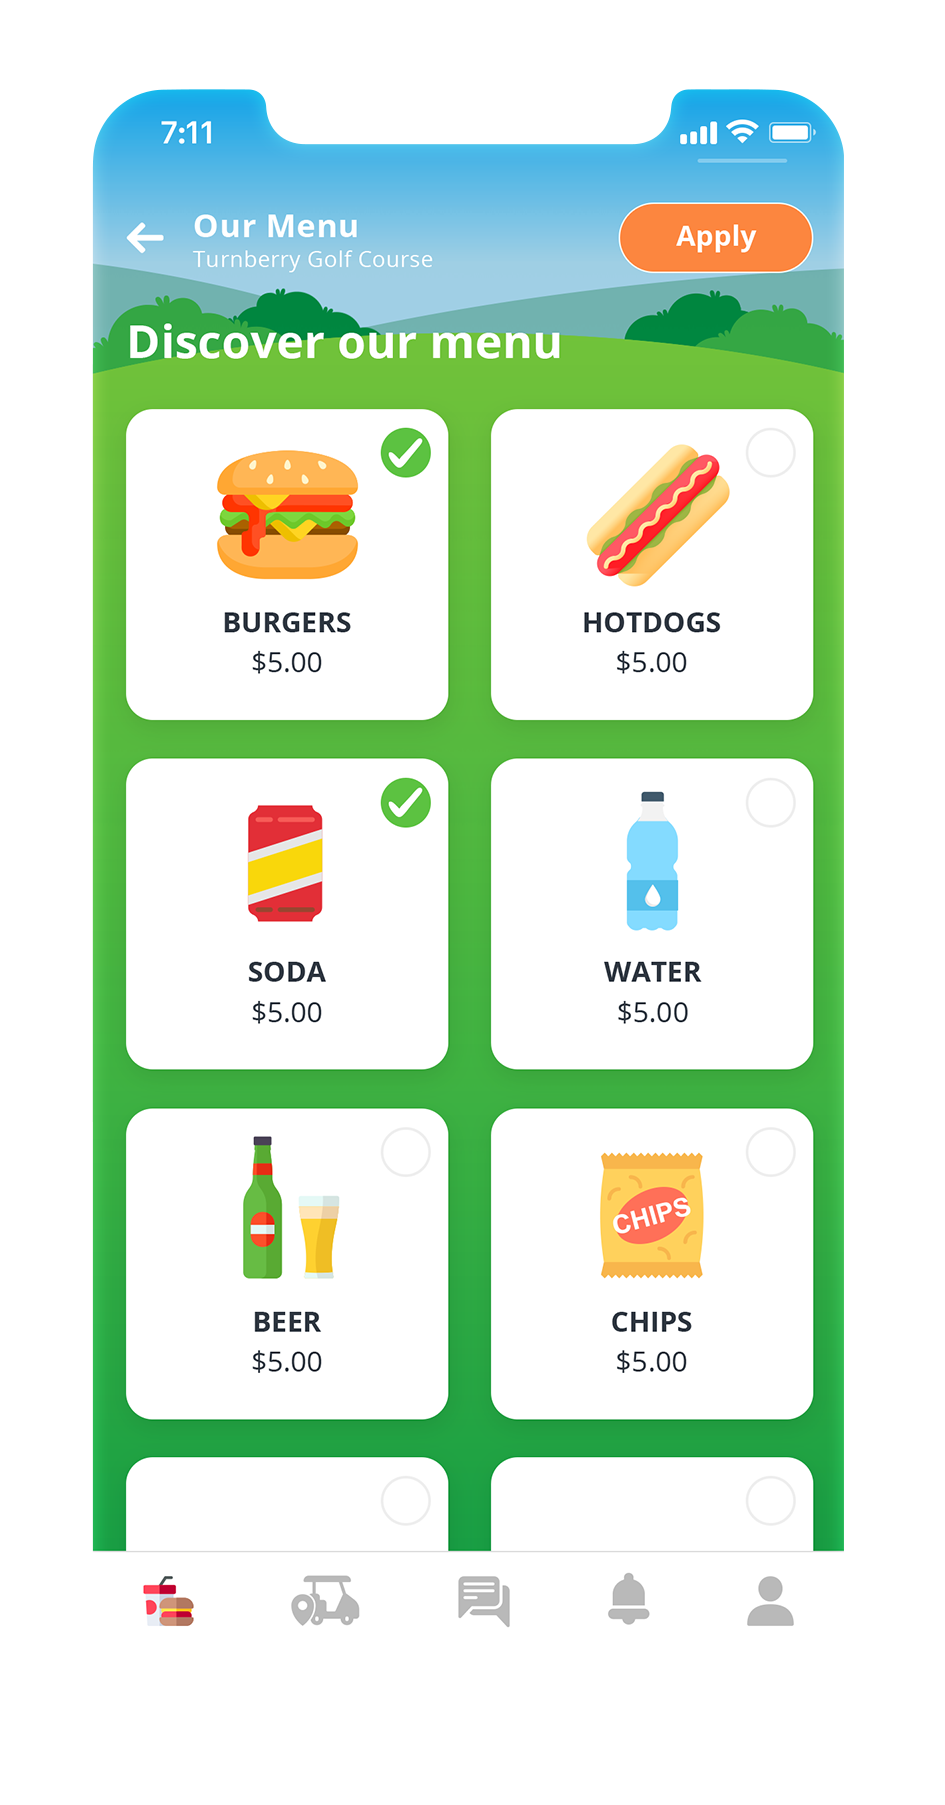 7:11
Our Menu
Turnberry Golf Course
Apply
Discover our menu
BURGERS
$5.00
HOTDOGS
$5.00
SODA
$5.00
WATER
$5.00
BEER
$5.00
CHIPS
CHIPS
$5.00